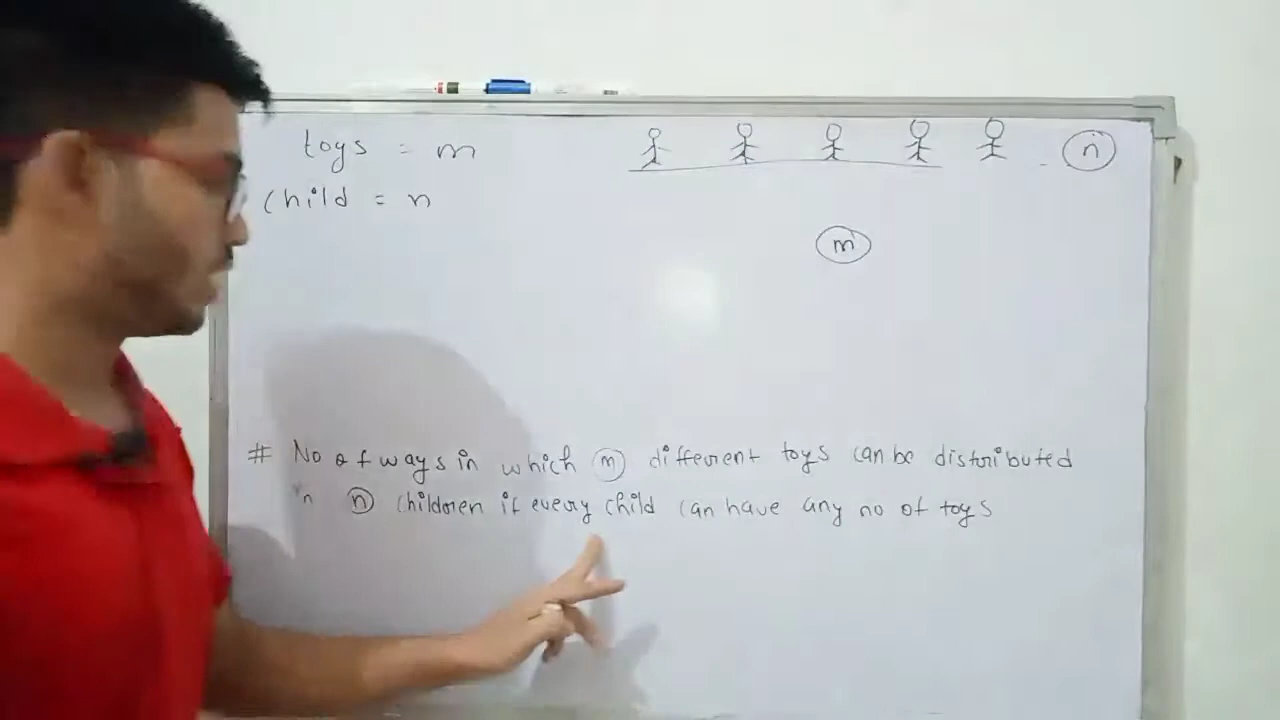 toys = m
n
child = n
m
# No of ways in which m different toys can be distributed
in n children if every child can have any no of toys